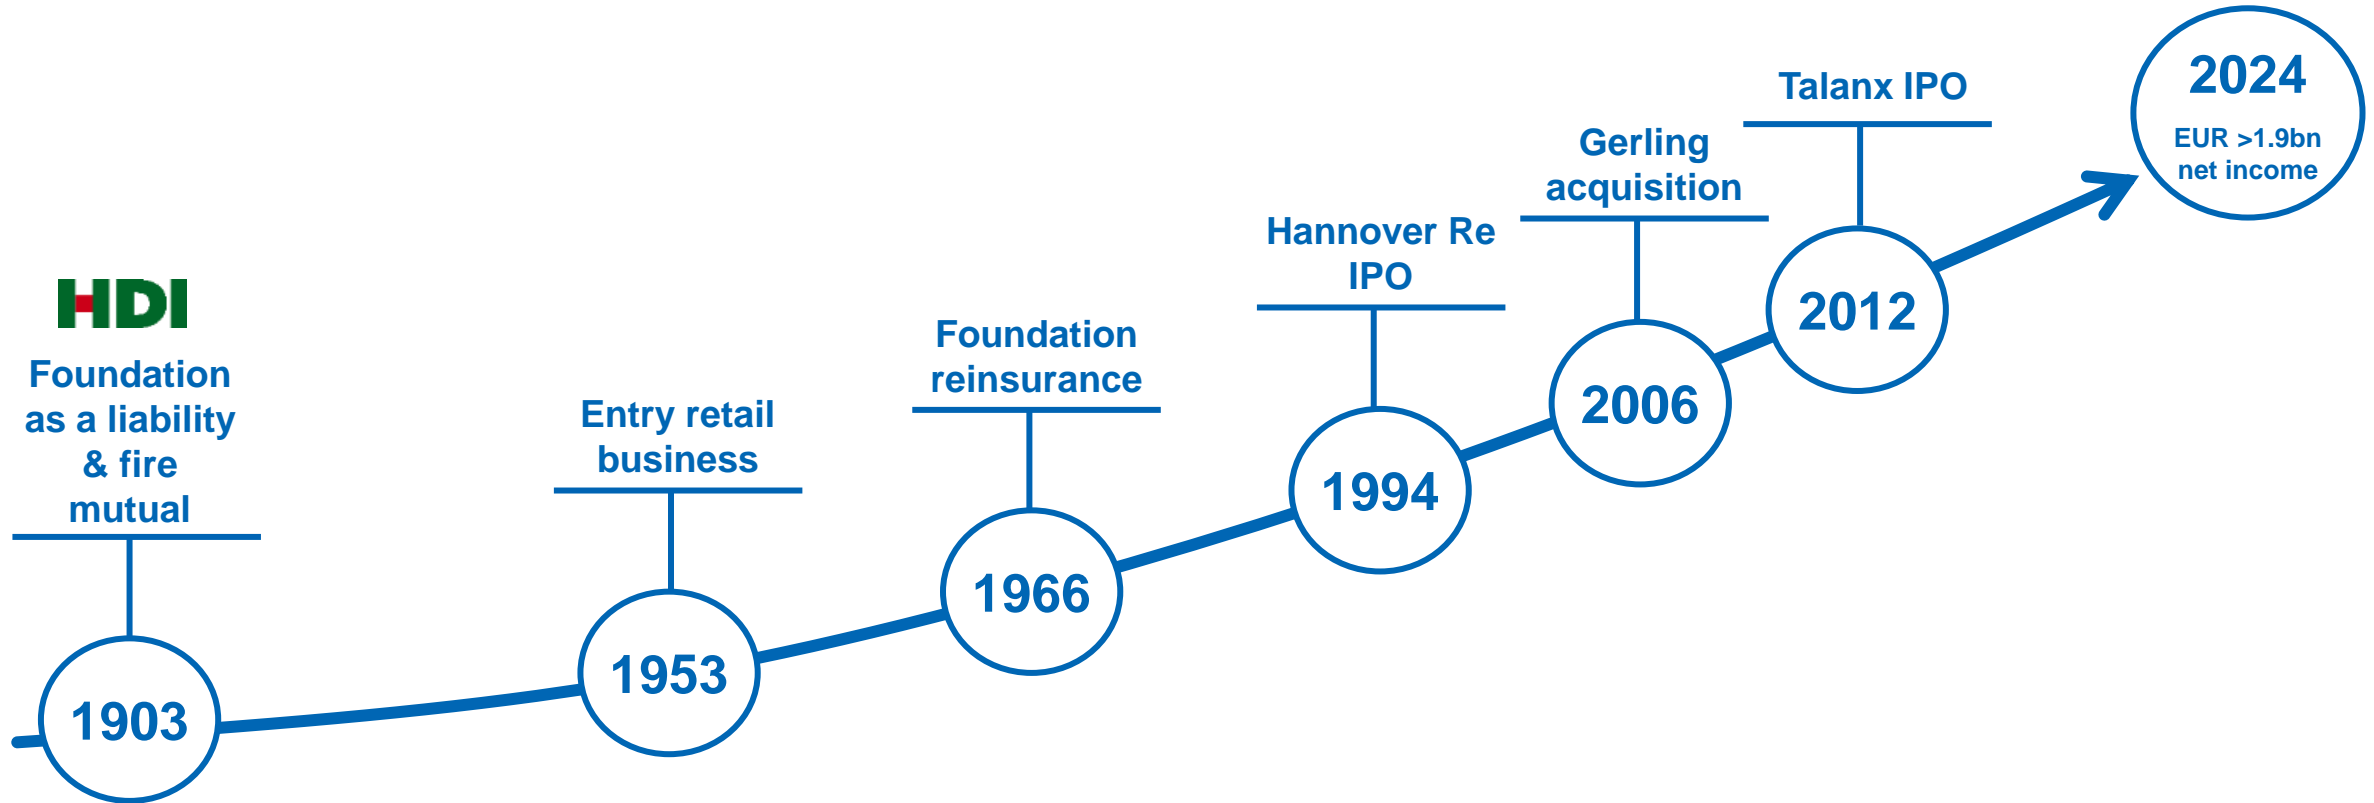 HDI
Foundation
as a liability
& fire
mutual
1903
Entry retail
business
1953
Foundation
reinsurance
1966
Hannover Re
IPO
1994
Gerling
acquisition
2006
Talanx IPO
2012
2024
EUR >1.9bn
net income